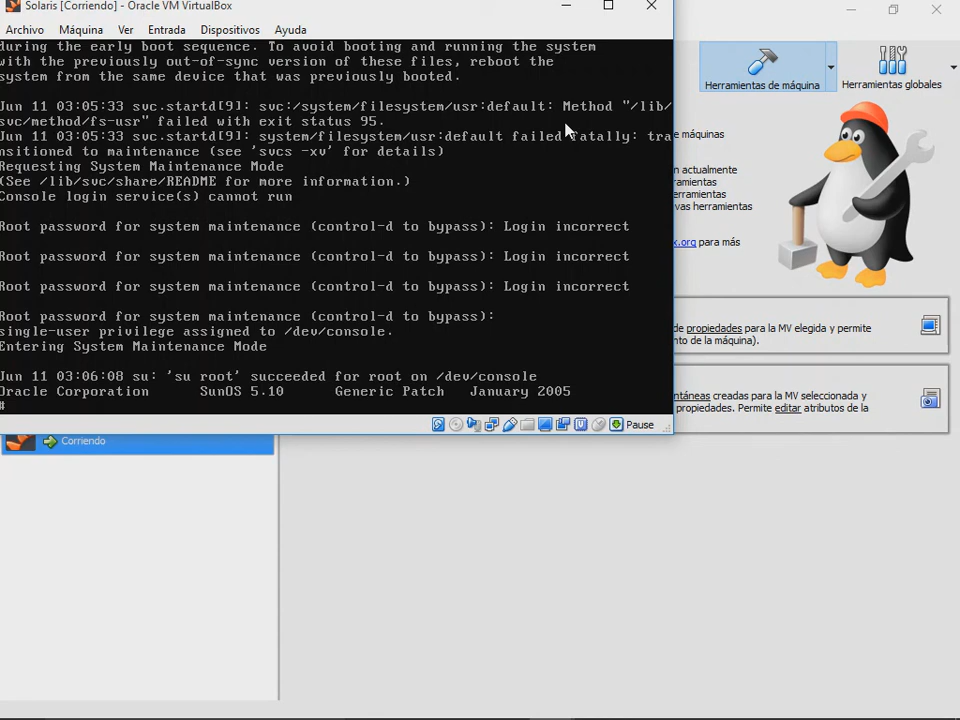 Solaris [Corriendo] - Oracle VM VirtualBox
Archivo Máquina Ver Entrada Dispositivos Ayuda
during the early boot sequence. To avoid booting and running the system
with the previously out-of-sync version of these files, reboot the
system from the same device that was previously booted.
Jun 11 03:05:33 svc.startd[9]: svc:/system/filesystem/usr:default: Method "/lib/
svc/method/fs-usr" failed with exit status 95.
Jun 11 03:05:33 svc.startd[9]: system/filesystem/usr:default failed fatally: tra
nsitioned to maintenance (see 'svcs -xv' for details)
Requesting System Maintenance Mode
(See /lib/svc/share/README for more information.)
Console login service(s) cannot run
Root password for system maintenance (control-d to bypass): Login incorrect
Root password for system maintenance (control-d to bypass): Login incorrect
Root password for system maintenance (control-d to bypass): Login incorrect
Root password for system maintenance (control-d to bypass):
single-user privilege assigned to /dev/console.
Entering System Maintenance Mode
Jun 11 03:06:08 su: 'su root' succeeded for root on /dev/console
Oracle Corporation SunOS 5.10 Generic Patch January 2005
#
Pause
Corriendo
Herramientas de máquina
Herramientas globales
e máquinas
n actualmente
ramientas
erramientas
vas herramientas
x.org para más
de propiedades para la MV elegida y permite
nto de la máquina).
ntáneas creadas para la MV seleccionada y
propiedades. Permite editar atributos de la